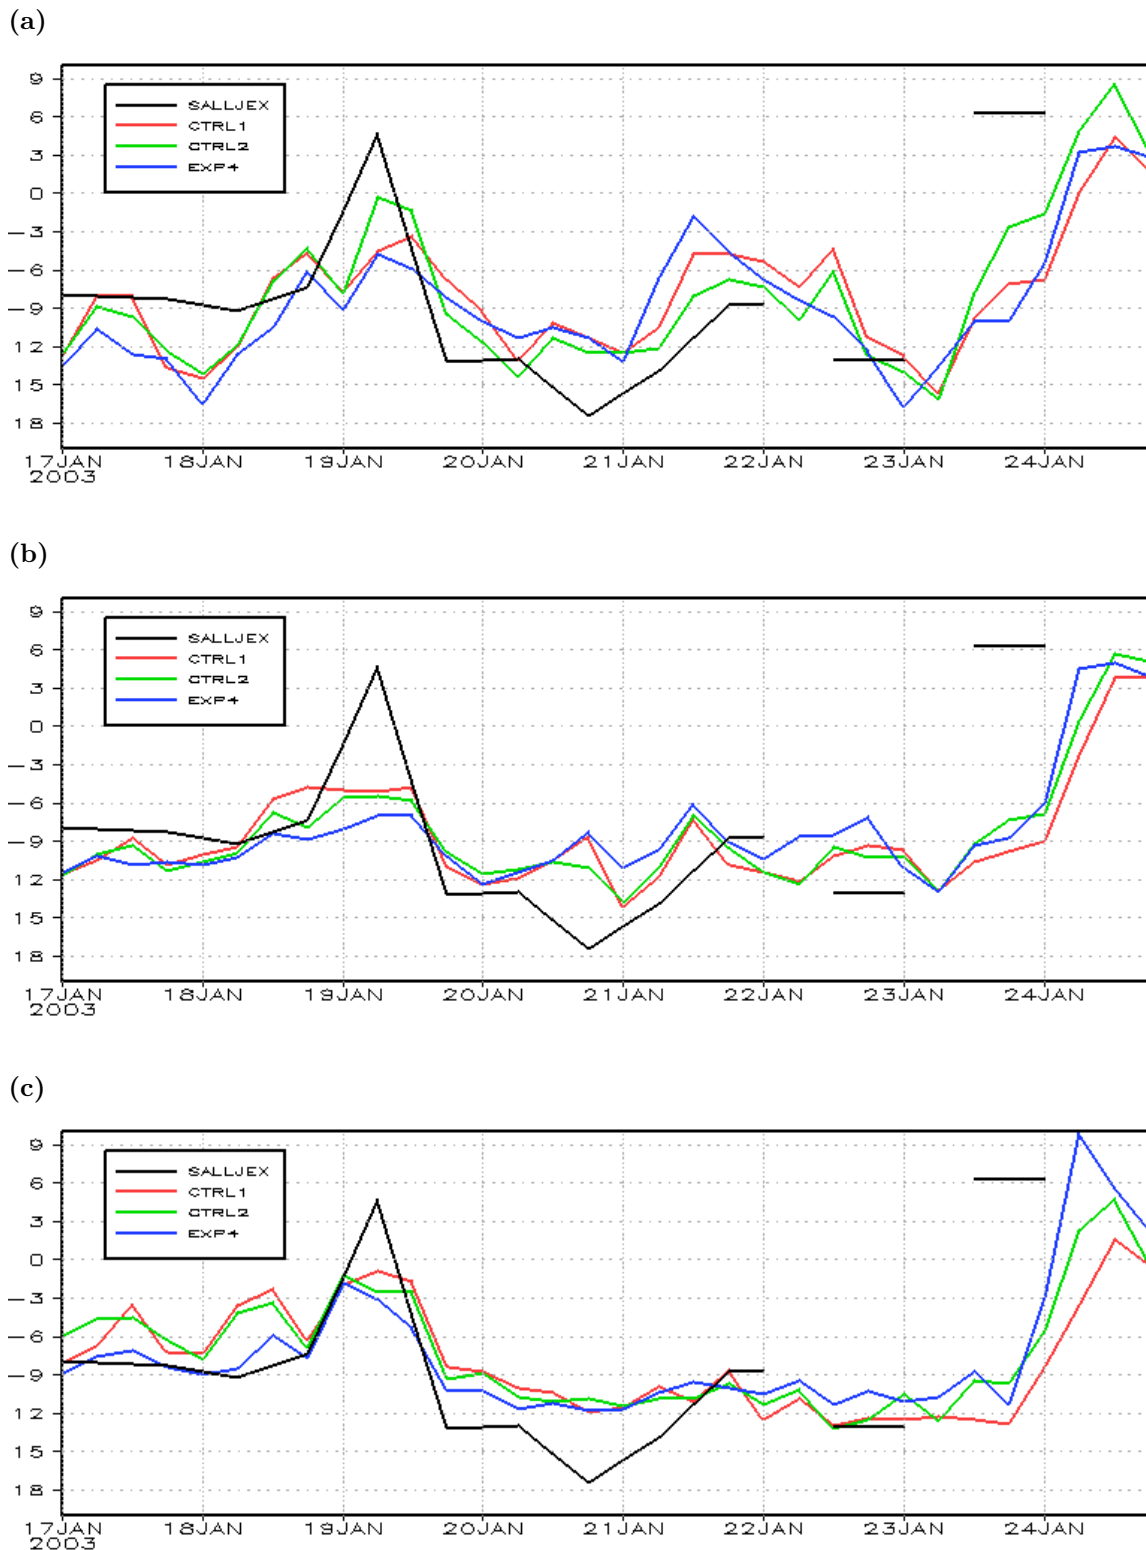 (a)
9
6
3
0
−3
−6
−9
12
15
18
SALLJEX
CTRL1
CTRL2
EXP4
17JAN 18JAN 19JAN 20JAN 21JAN 22JAN 23JAN 24JAN
2003
(b)
9
6
3
0
−3
−6
−9
12
15
18
SALLJEX
CTRL1
CTRL2
EXP4
17JAN 18JAN 19JAN 20JAN 21JAN 22JAN 23JAN 24JAN
2003
(c)
9
6
3
0
−3
−6
−9
12
15
18
SALLJEX
CTRL1
CTRL2
EXP4
17JAN 18JAN 19JAN 20JAN 21JAN 22JAN 23JAN 24JAN
2003